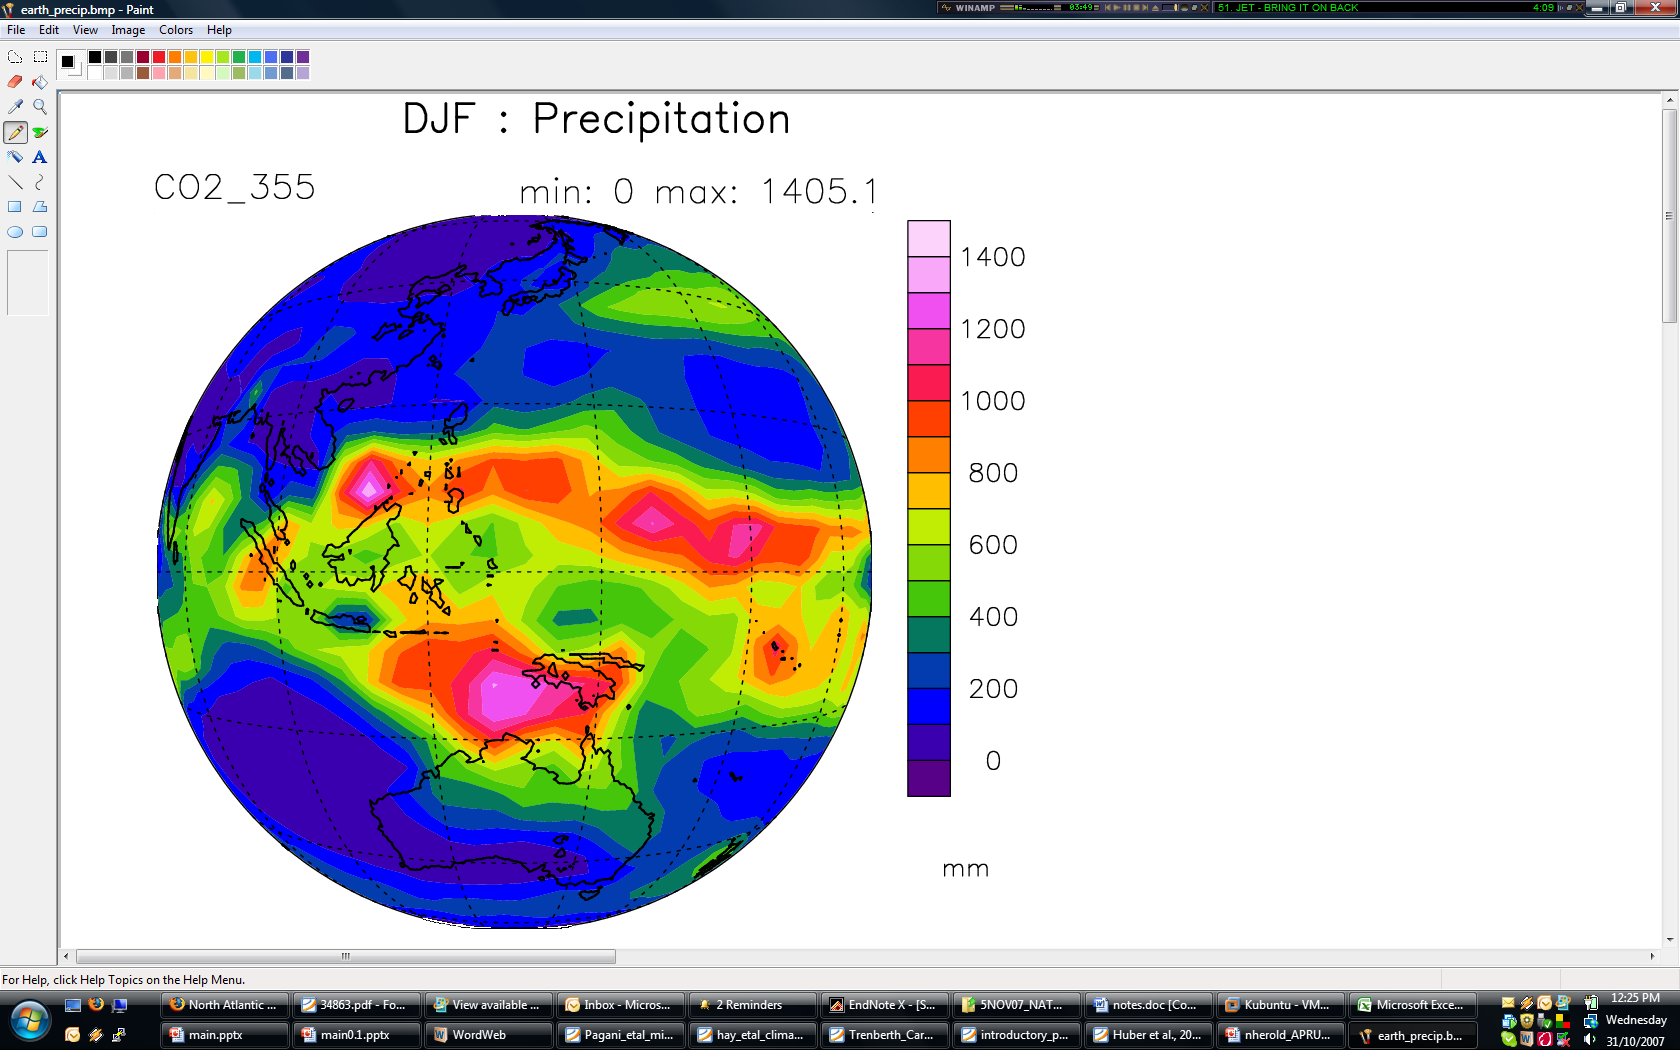 earth_precip.bmp - Paint
WINAMP
03:49
51. JET - BRING IT ON BACK
4:09
File Edit View Image Colors Help
DJF : Precipitation
CO2_355
min: 0 max: 1405.1
1400
1200
1000
800
600
400
200
0
mm
For Help, click Help Topics on the Help Menu.
North Atlantic ...
34863.pdf - Fo...
View available ...
Inbox - Micros...
2 Reminders
EndNote X - [S...
5NOV07_NAT...
notes.doc [Co...
Kubuntu - VM...
Microsoft Exce...
12:25 PM
main.pptx
main0.1.pptx
WordWeb
Pagani_etal_mi...
hay_etal_clima...
Trenberth_Car...
introductory_p...
Huber et al., 20...
nherold_APRU...
earth_precip.b...
Wednesday
31/10/2007